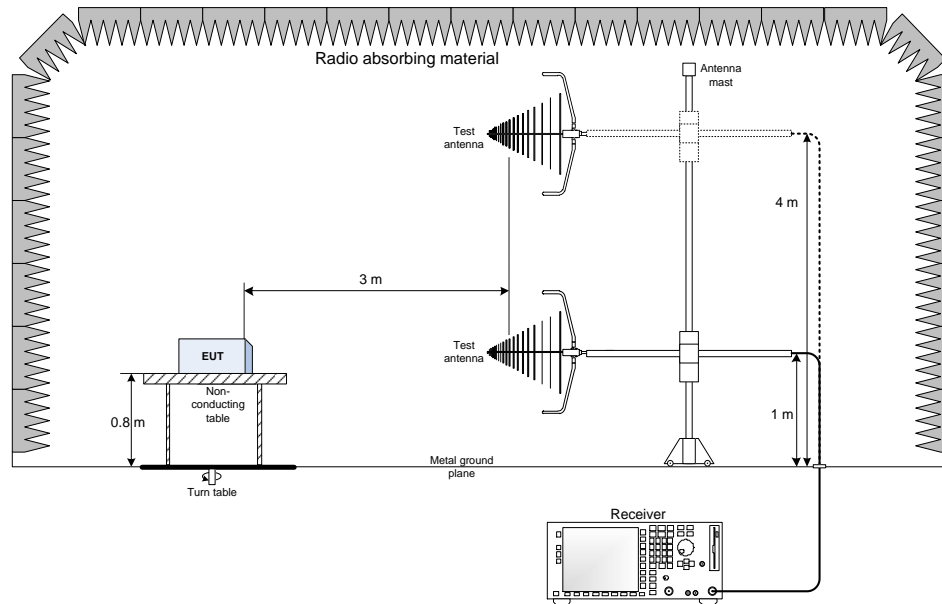 Radio absorbing material
Antenna
mast
Test
antenna
4 m
3 m
Test
antenna
EUT
Non-
conducting
table
0.8 m
1 m
Metal ground
plane
Turn table
Receiver